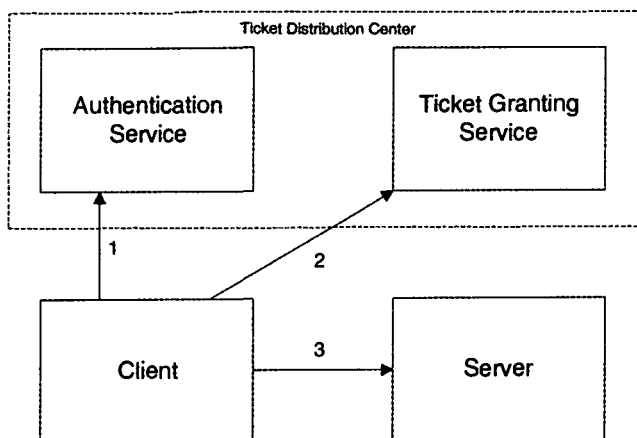 Ticket Distribution Center
Authentication
Service
Ticket Granting
Service
1
2
3
Client
Server